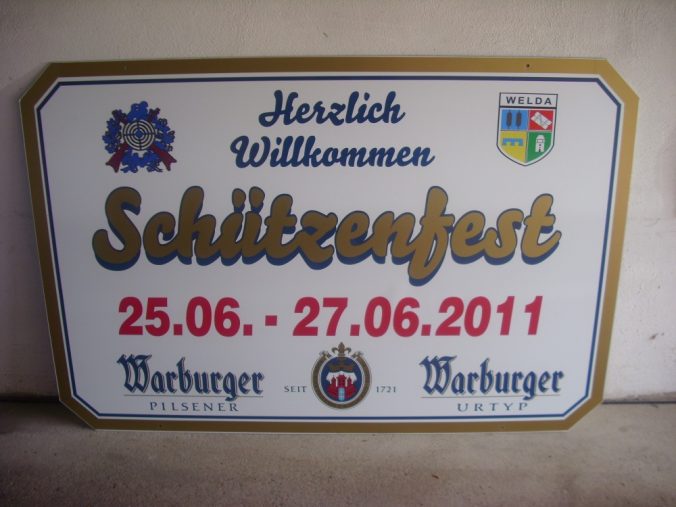 Herzlich
Willkommen
WELDA
Schützenfest
25.06. - 27.06.2011
Warburger
PILSENER
SEIT 1721
Warburger
URTYP